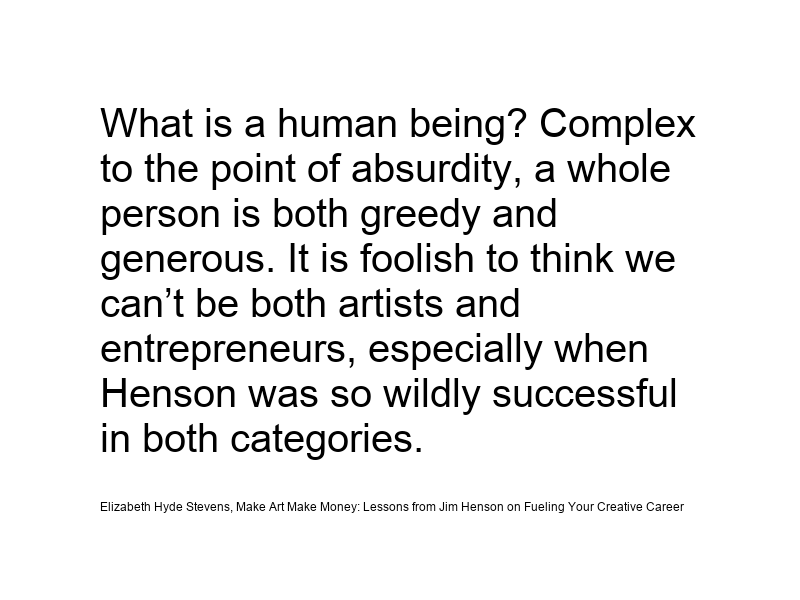 What is a human being? Complex
to the point of absurdity, a whole
person is both greedy and
generous. It is foolish to think we
can’t be both artists and
entrepreneurs, especially when
Henson was so wildly successful
in both categories.
Elizabeth Hyde Stevens, Make Art Make Money: Lessons from Jim Henson on Fueling Your Creative Career